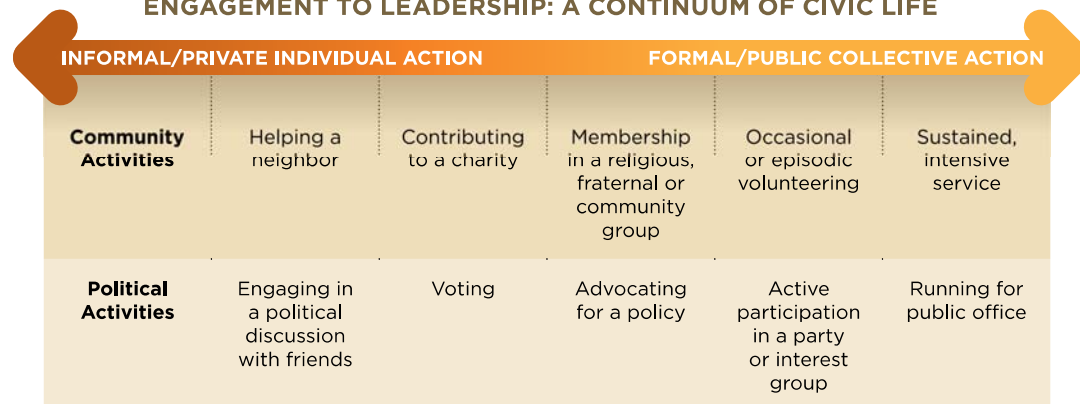 ENGAGEMENT TO LEADERSHIP: A CONTINUUM OF CIVIC LIFE
INFORMAL/PRIVATE INDIVIDUAL ACTION
FORMAL/PUBLIC COLLECTIVE ACTION
Community
Activities
Helping a
neighbor
Contributing
to a charity
Membership
in a religious,
fraternal or
community
group
Occasional
or episodic
volunteering
Sustained,
intensive
service
Political
Activities
Engaging in
a political
discussion
with friends
Voting
Advocating
for a policy
Active
participation
in a party
or interest
group
Running for
public office